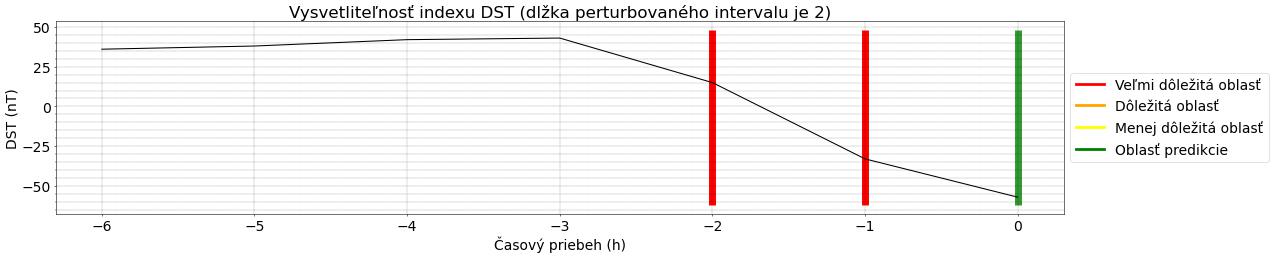 Vysvetliteľnosť indexu DST (dĺžka perturbovaného intervalu je 2)
DST (nT)
50
25
0
−25
−50
−6 −5 −4 −3 −2 −1 0
Časový priebeh (h)
Veľmi dôležitá oblasť
Dôležitá oblasť
Menej dôležitá oblasť
Oblasť predikcie